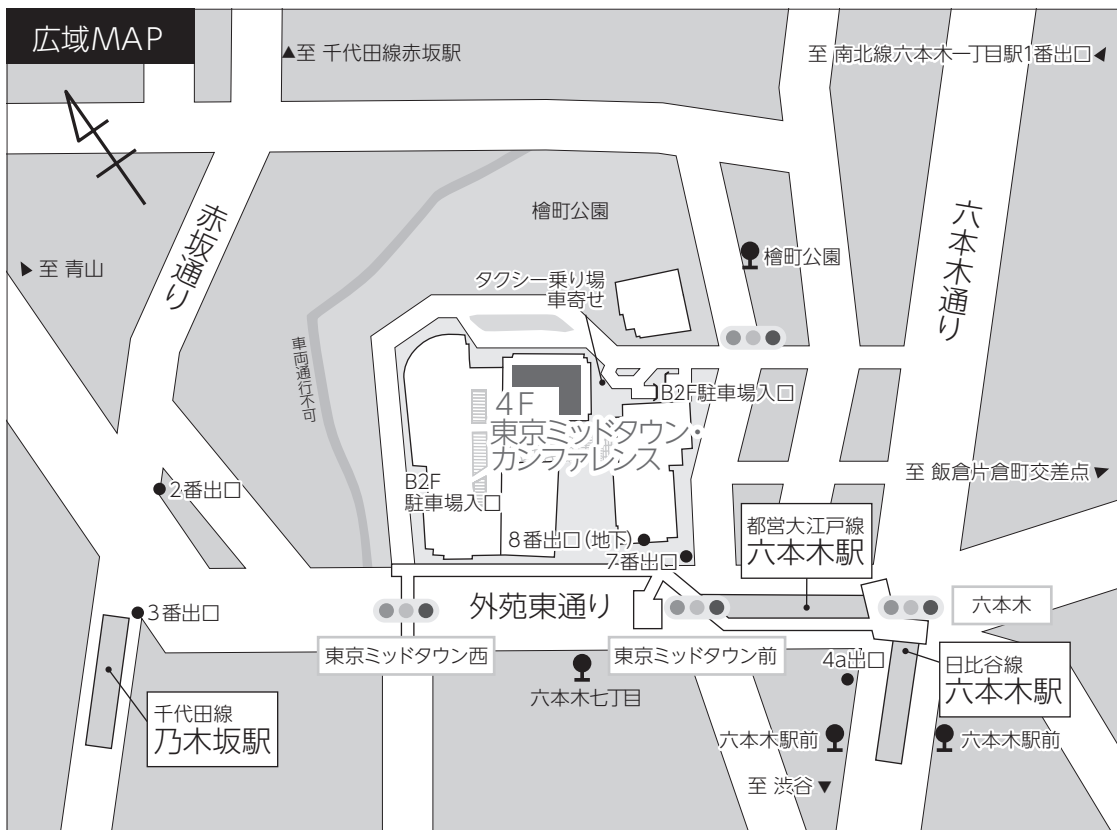 広域MAP
▲至 千代田線赤坂駅
至 南北線六本木一丁目駅1番出口◀
赤坂通り
檜町公園
六本木通り
檜町公園
▶至 青山
タクシー乗り場
車寄せ
車両通行不可
B2F駐車場入口
4F
東京ミッドタウン・
カンファレンス
至 飯倉片倉町交差点▶
B2F
駐車場入口
2番出口
都営大江戸線
六本木駅
8番出口(地下)
7番出口
3番出口
外苑東通り
六本木
東京ミッドタウン西
東京ミッドタウン前
4a出口
日比谷線
六本木駅
六本木七丁目
千代田線
乃木坂駅
六本木駅前
六本木駅前
至 渋谷▼